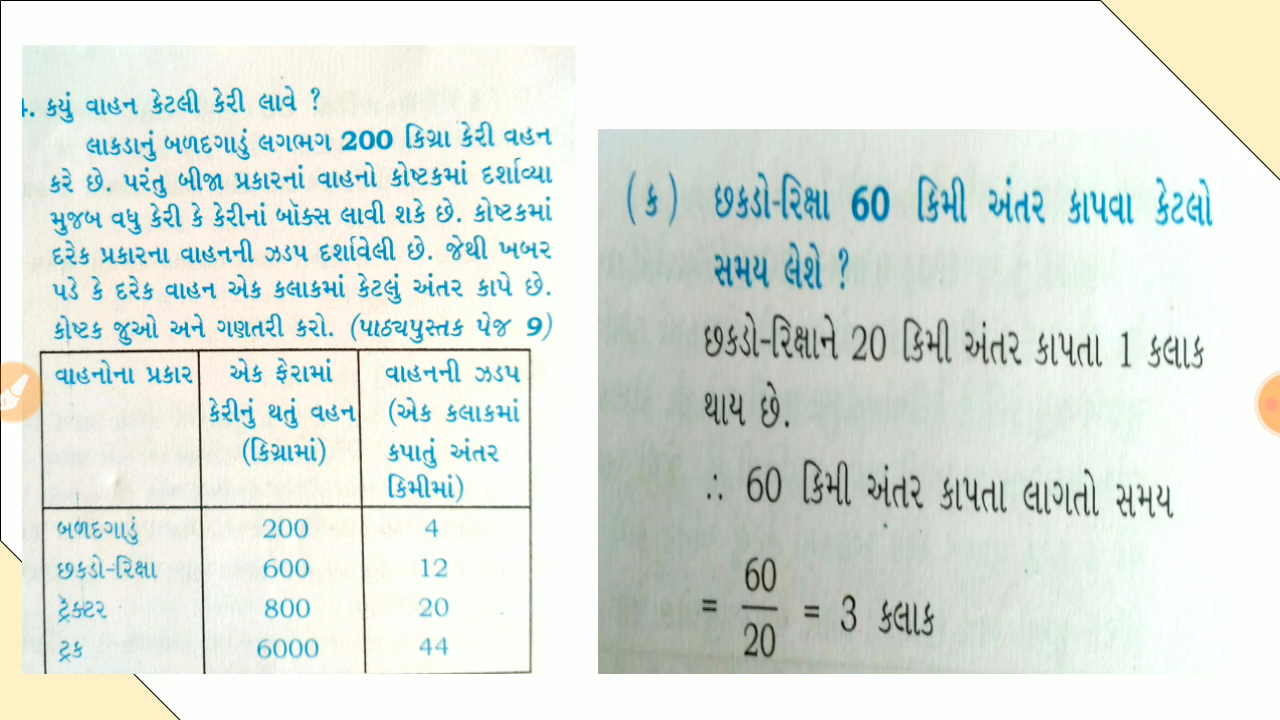 . કયું વાહન કેટલી કેરી લાવે ?
લાકડાનું બળદગાડું લગભગ 200 કિગ્રા કેરી વહન
કરે છે. પરંતુ બીજા પ્રકારનાં વાહનો કોષ્ટકમાં દર્શાવ્યા
મુજબ વધુ કેરી કે કેરીનાં બૉક્સ લાવી શકે છે. કોષ્ટકમાં
દરેક પ્રકારના વાહનની ઝડપ દર્શાવેલી છે. જેથી ખબર
પડે કે દરેક વાહન એક કલાકમાં કેટલું અંતર કાપે છે.
કોષ્ટક જુઓ અને ગણતરી કરો. (પાઠ્યપુસ્તક પેજ 9)
વાહનોના પ્રકાર એક ફેરામાં વાહનની ઝડપ
કેરીનું થતું વહન (એક કલાકમાં
(કિગ્રામાં) કપાતું અંતર
કિમીમાં)
બળદગાડું 200 4
છકડો-રિક્ષા 600 12
ટ્રેક્ટર 800 20
ટ્રક 6000 44
(ક) છકડો-રિક્ષા 60 કિમી અંતર કાપવા કેટલો
સમય લેશે ?
છકડો-રિક્ષાને 20 કિમી અંતર કાપતા 1 કલાક
થાય છે.
∴ 60 કિમી અંતર કાપતા લાગતો સમય
= 60/20 = 3 કલાક